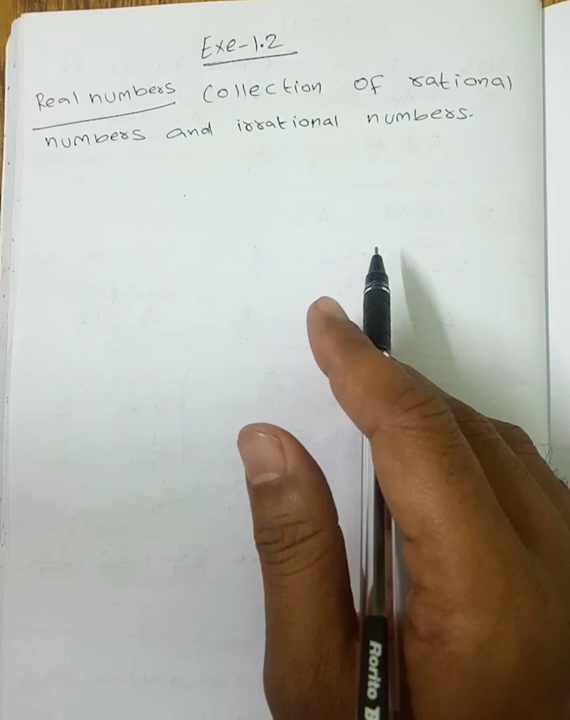 Exe-1.2
Real numbers Collection of rational
numbers and irrational numbers.
Rorito